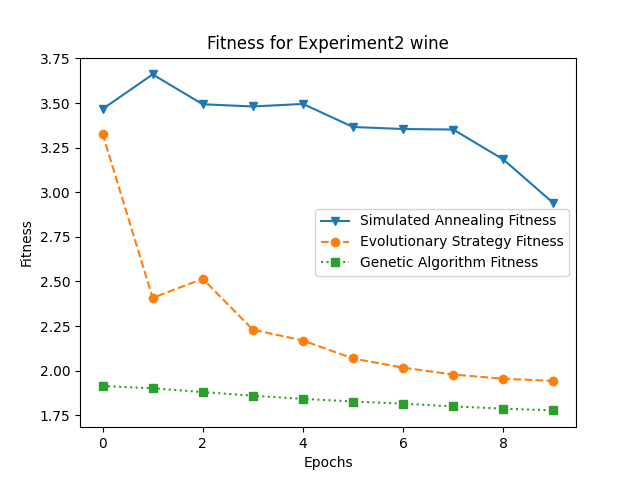 Fitness for Experiment2 wine
3.75
3.50
3.25
3.00
2.75
2.50
2.25
2.00
1.75
Fitness
Simulated Annealing Fitness
Evolutionary Strategy Fitness
Genetic Algorithm Fitness
0 2 4 6 8
Epochs